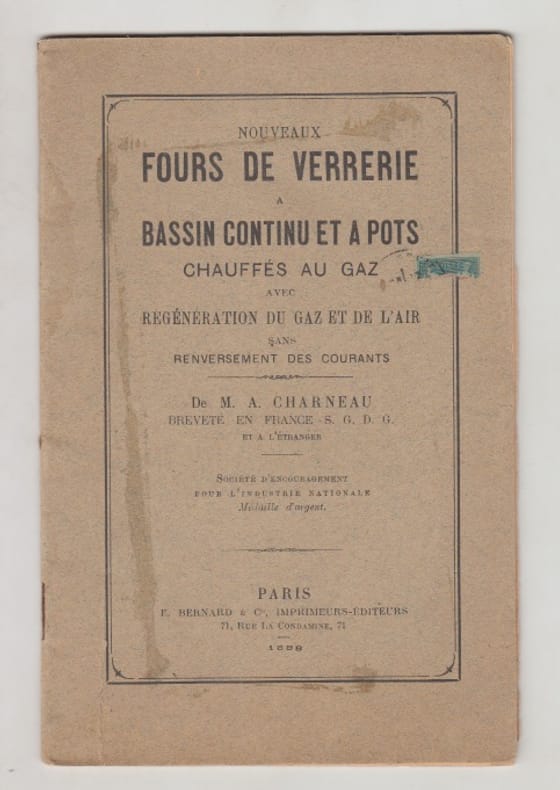 NOUVEAUX
FOURS DE VERRERIE
A
BASSIN CONTINU ET A POTS
CHAUFFÉS AU GAZ
AVEC
REGÉNÉRATION DU GAZ ET DE L'AIR
SANS
RENVERSEMENT DES COURANTS
De M. A. CHARNEAU
BREVETÉ EN FRANCE S. G. D. G.
ET A L'ÉTRANGER
SOCIÉTÉ D'ENCOURAGEMENT
POUR L'INDUSTRIE NATIONALE
Médaille d'argent.
PARIS
E. BERNARD & Cie, IMPRIMEURS-ÉDITEURS
71, RUE LA CONDAMINE, 71